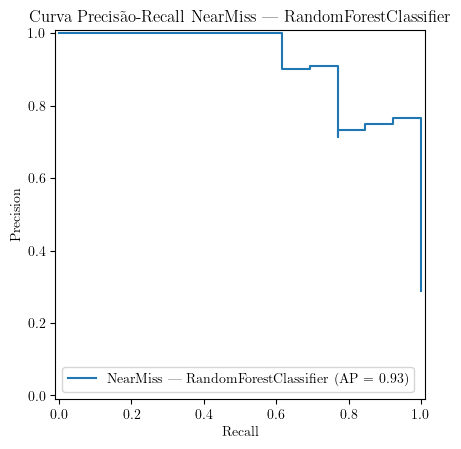 Curva Precisão-Recall NearMiss — RandomForestClassifier
1.0
0.8
0.6
0.4
0.2
0.0
Precision
NearMiss — RandomForestClassifier (AP = 0.93)
0.0 0.2 0.4 0.6 0.8 1.0
Recall